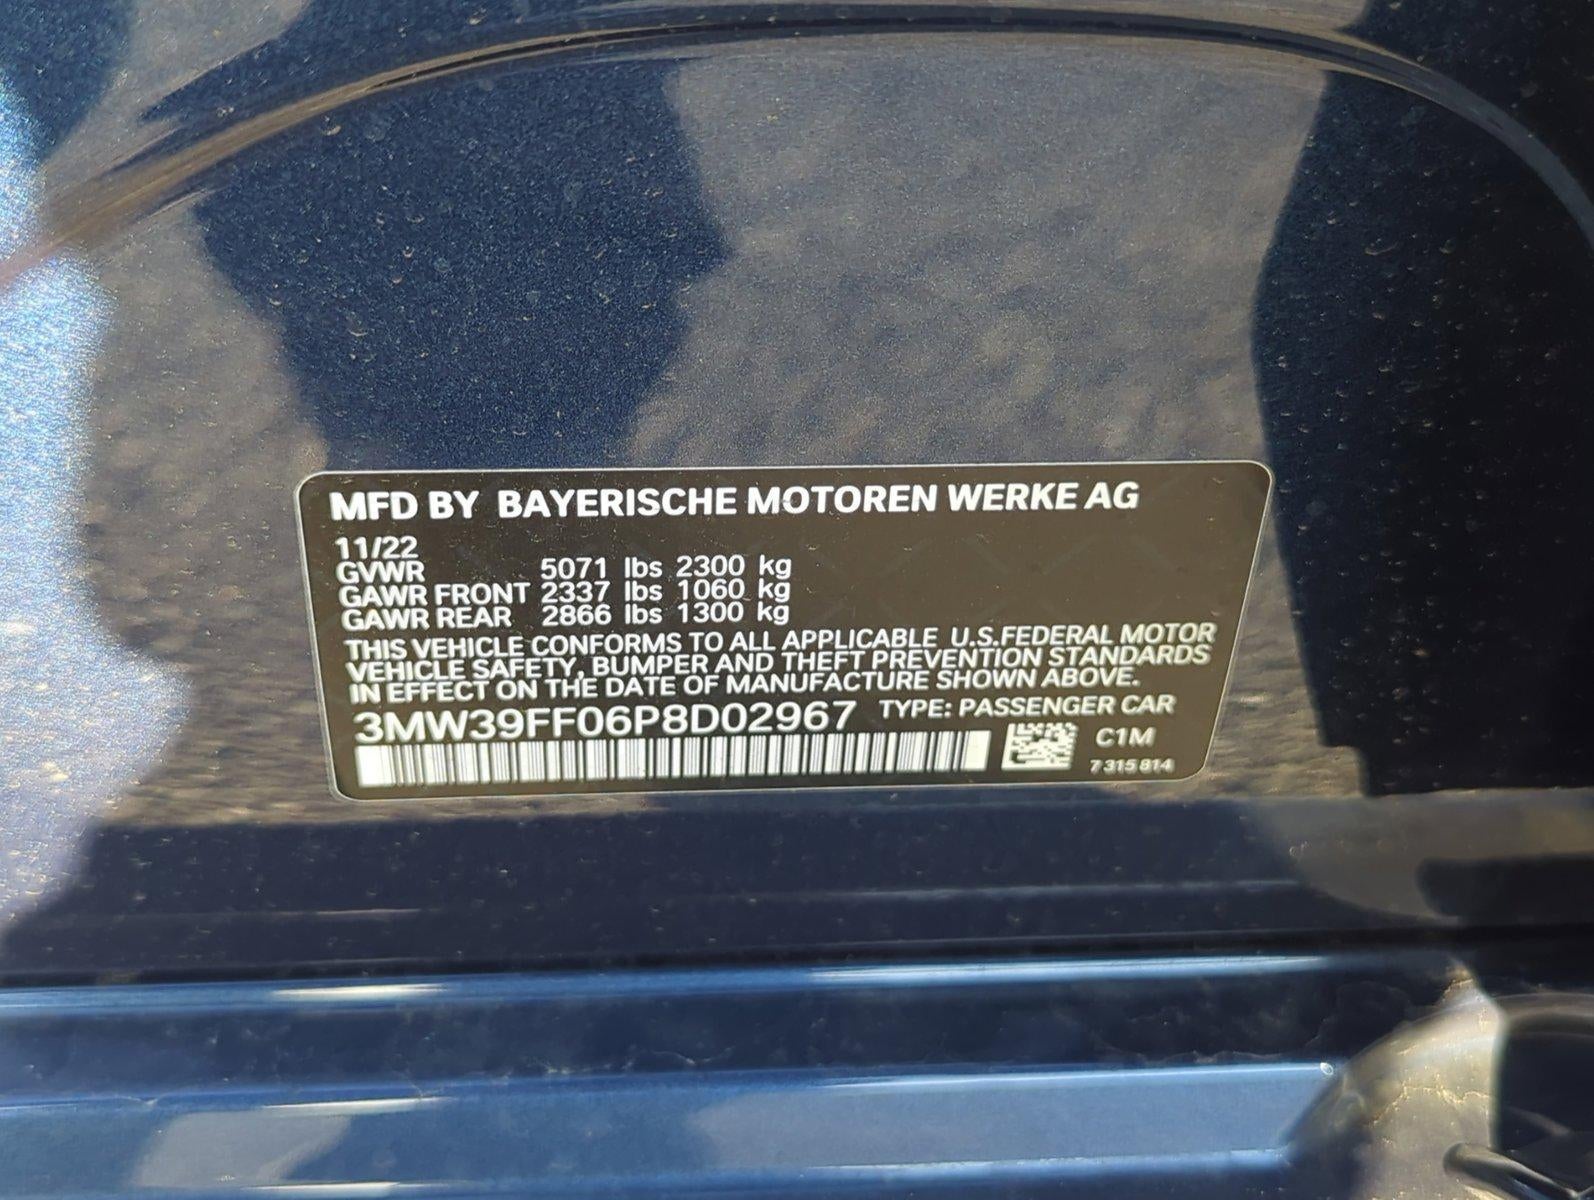 MFD BY BAYERISCHE MOTOREN WERKE AG
11/22
GVWR 5071 lbs 2300 kg
GAWR FRONT 2337 lbs 1060 kg
GAWR REAR 2866 lbs 1300 kg
THIS VEHICLE CONFORMS TO ALL APPLICABLE U.S.FEDERAL MOTOR
VEHICLE SAFETY, BUMPER AND THEFT PREVENTION STANDARDS
IN EFFECT ON THE DATE OF MANUFACTURE SHOWN ABOVE.
3MW39FF06P8D02967 TYPE: PASSENGER CAR
C1M
7 315 814